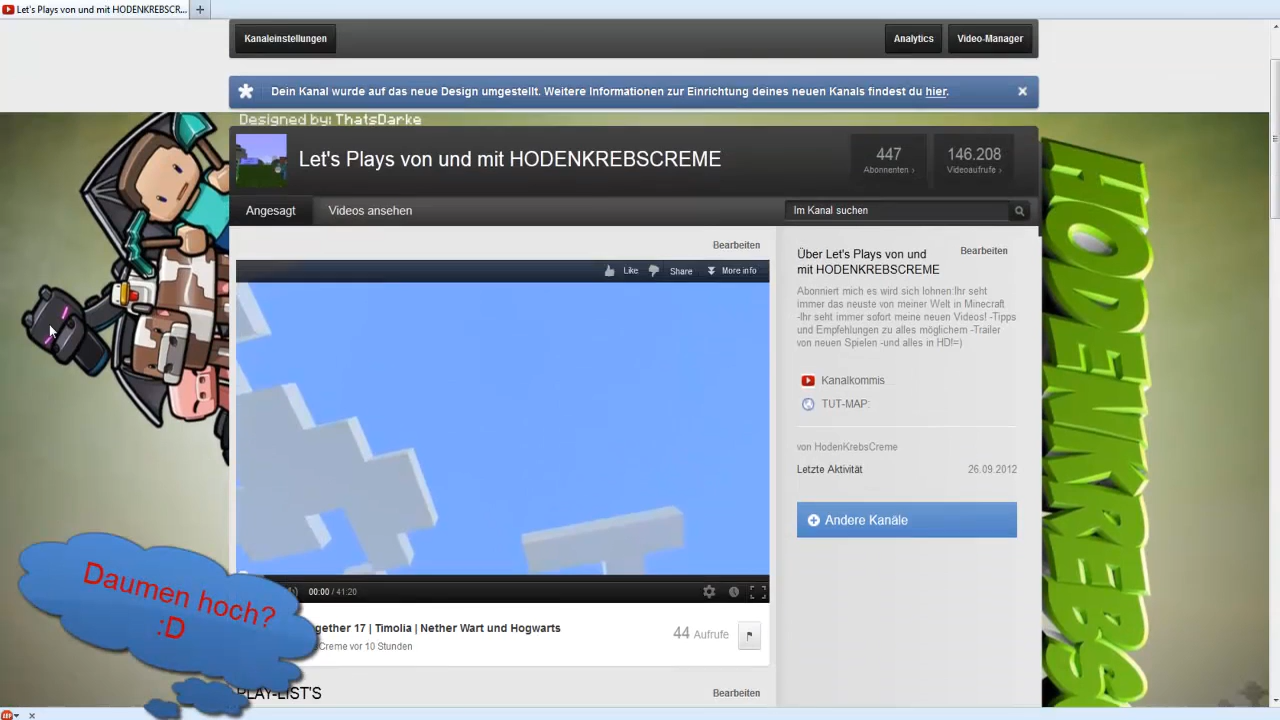 Let's Plays von und mit HODENKREBSCR...
Kanaleinstellungen
Analytics
Video-Manager
Dein Kanal wurde auf das neue Design umgestellt. Weitere Informationen zur Einrichtung deines neuen Kanals findest du hier.
Designed by: ThatsDarke
Let's Plays von und mit HODENKREBSCREME
447
Abonnenten ›
146.208
Videoaufrufe ›
Angesagt
Videos ansehen
Im Kanal suchen
Bearbeiten
Like
Share
More info
00:00 / 41:20
gether 17 | Timolia | Nether Wart und Hogwarts
Creme vor 10 Stunden
44 Aufrufe
PLAY-LIST'S
Bearbeiten
Über Let's Plays von und
mit HODENKREBSCREME
Bearbeiten
Abonniert mich es wird sich lohnen:Ihr seht
immer das neuste von meiner Welt in Minecraft
-Ihr seht immer sofort meine neuen Videos! -Tipps
und Empfehlungen zu alles möglichem -Trailer
von neuen Spielen -und alles in HD!=)
Kanalkommis
TUT-MAP:
von HodenKrebsCreme
Letzte Aktivität
26.09.2012
Andere Kanäle
HODENKREBS
Daumen hoch?
:D